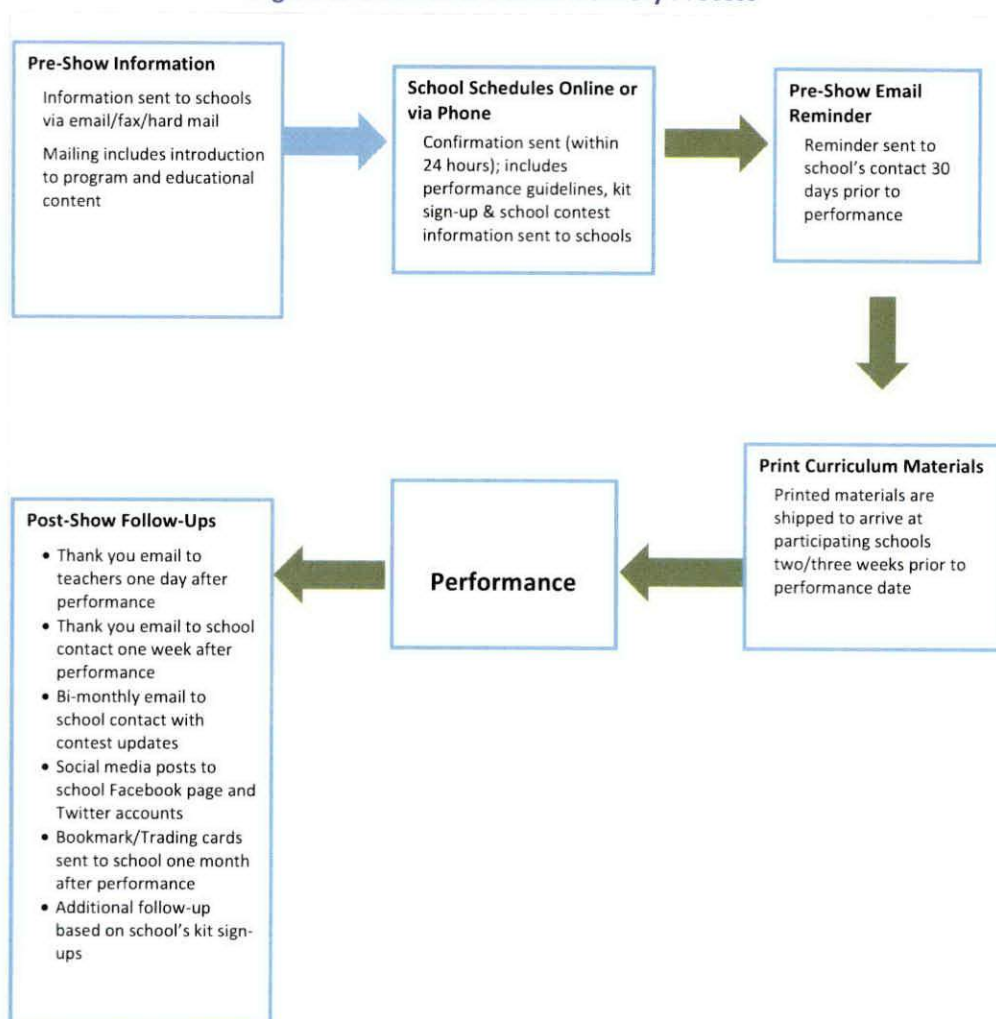 Pre-Show Information
Information sent to schools
via email/fax/hard mail
Mailing includes introduction
to program and educational
content
School Schedules Online or
via Phone
Confirmation sent (within
24 hours); includes
performance guidelines, kit
sign-up & school contest
information sent to schools
Pre-Show Email
Reminder
Reminder sent to
school's contact 30
days prior to
performance
Print Curriculum Materials
Printed materials are
shipped to arrive at
participating schools
two/three weeks prior to
performance date
Performance
Post-Show Follow-Ups
• Thank you email to
teachers one day after
performance
• Thank you email to school
contact one week after
performance
• Bi-monthly email to
school contact with
contest updates
• Social media posts to
school Facebook page and
Twitter accounts
• Bookmark/Trading cards
sent to school one month
after performance
• Additional follow-up
based on school's kit sign-
ups